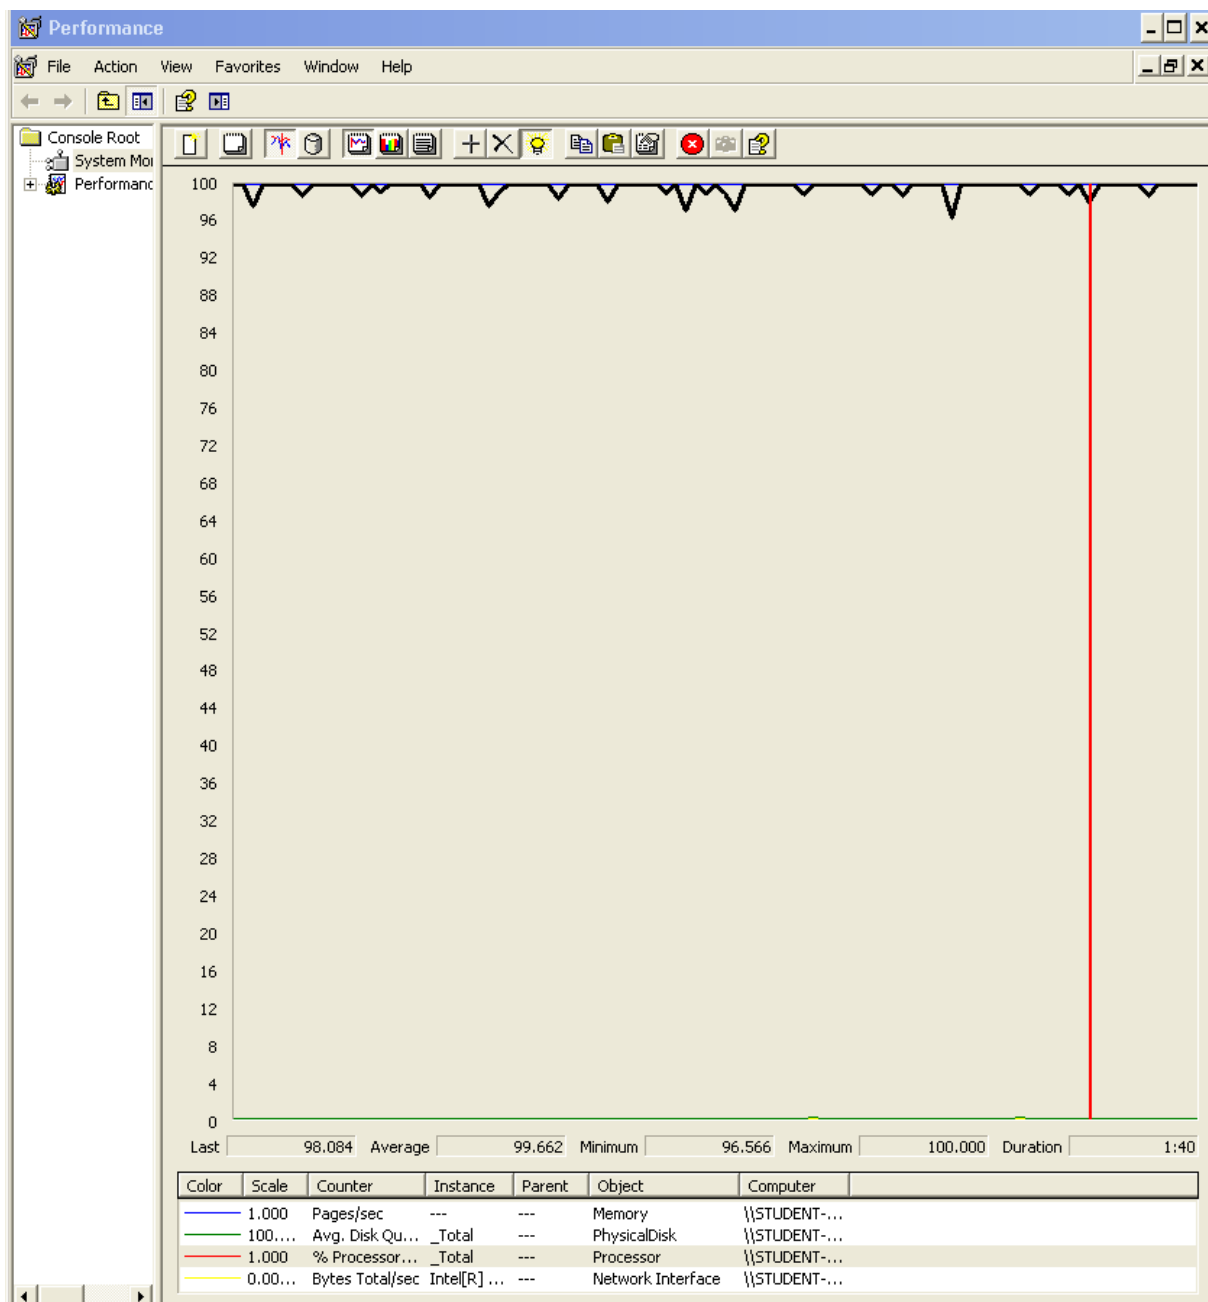 Performance
File Action View Favorites Window Help
Console Root
System Mo
Performanc
100
96
92
88
84
80
76
72
68
64
60
56
52
48
44
40
36
32
28
24
20
16
12
8
4
0
Last 98.084 Average 99.662 Minimum 96.566 Maximum 100.000 Duration 1:40
Color Scale Counter Instance Parent Object Computer
1.000 Pages/sec --- --- Memory \\STUDENT-...
100.... Avg. Disk Qu... _Total --- PhysicalDisk \\STUDENT-...
1.000 % Processor... _Total --- Processor \\STUDENT-...
0.00... Bytes Total/sec Intel[R] ... --- Network Interface \\STUDENT-...